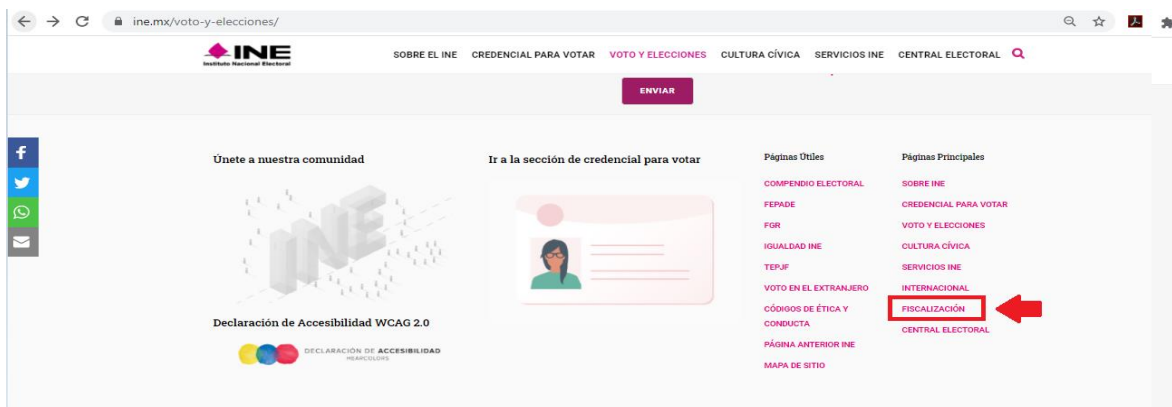 ine.mx/voto-y-elecciones/
INE
Instituto Nacional Electoral
SOBRE EL INE CREDENCIAL PARA VOTAR VOTO Y ELECCIONES CULTURA CÍVICA SERVICIOS INE CENTRAL ELECTORAL
ENVIAR
Únete a nuestra comunidad
INE
Declaración de Accesibilidad WCAG 2.0
DECLARACIÓN DE ACCESIBILIDAD
HEARCOLORS
Ir a la sección de credencial para votar
Páginas Útiles
COMPENDIO ELECTORAL
FEPADE
FGR
IGUALDAD INE
TEPJF
VOTO EN EL EXTRANJERO
CÓDIGOS DE ÉTICA Y
CONDUCTA
PÁGINA ANTERIOR INE
MAPA DE SITIO
Páginas Principales
SOBRE INE
CREDENCIAL PARA VOTAR
VOTO Y ELECCIONES
CULTURA CÍVICA
SERVICIOS INE
INTERNACIONAL
FISCALIZACIÓN
CENTRAL ELECTORAL